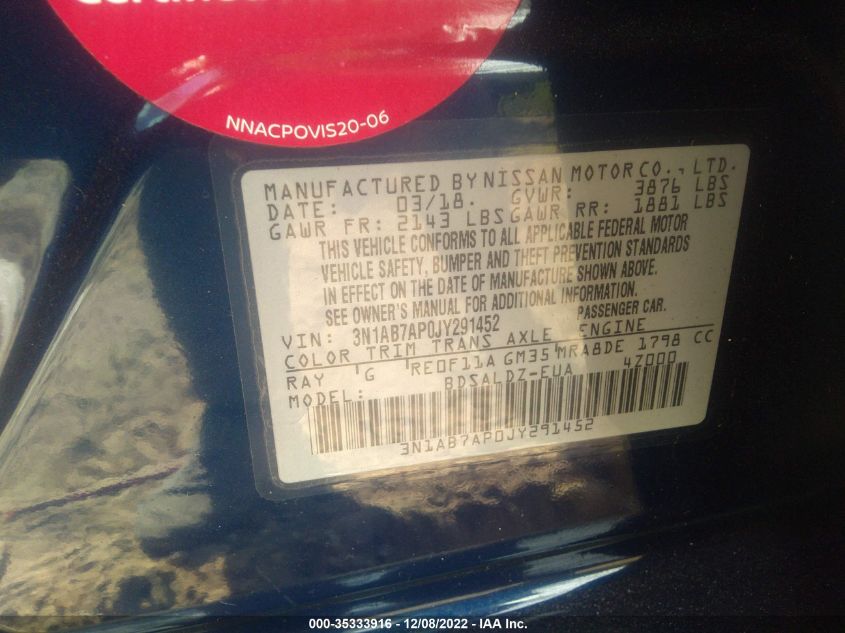 NNACPOVIS20-06
MANUFACTURED BY NISSAN MOTOR CO., LTD.
DATE: 03/18. GVWR: 3876 LBS
GAWR FR: 2143 LBS GAWR RR: 1881 LBS
THIS VEHICLE CONFORMS TO ALL APPLICABLE FEDERAL MOTOR
VEHICLE SAFETY, BUMPER AND THEFT PREVENTION STANDARDS
IN EFFECT ON THE DATE OF MANUFACTURE SHOWN ABOVE.
SEE OWNER'S MANUAL FOR ADDITIONAL INFORMATION.
VIN: 3N1AB7AP0JY291452 PASSENGER CAR.
COLOR TRIM TRANS AXLE ENGINE
RAY G RE0F11A GM35 MRA8DE 1798 CC
MODEL: BDSALDZ-EUA 4Z000
3N1AB7AP0JY291452
000-35333916 - 12/08/2022 - IAA Inc.